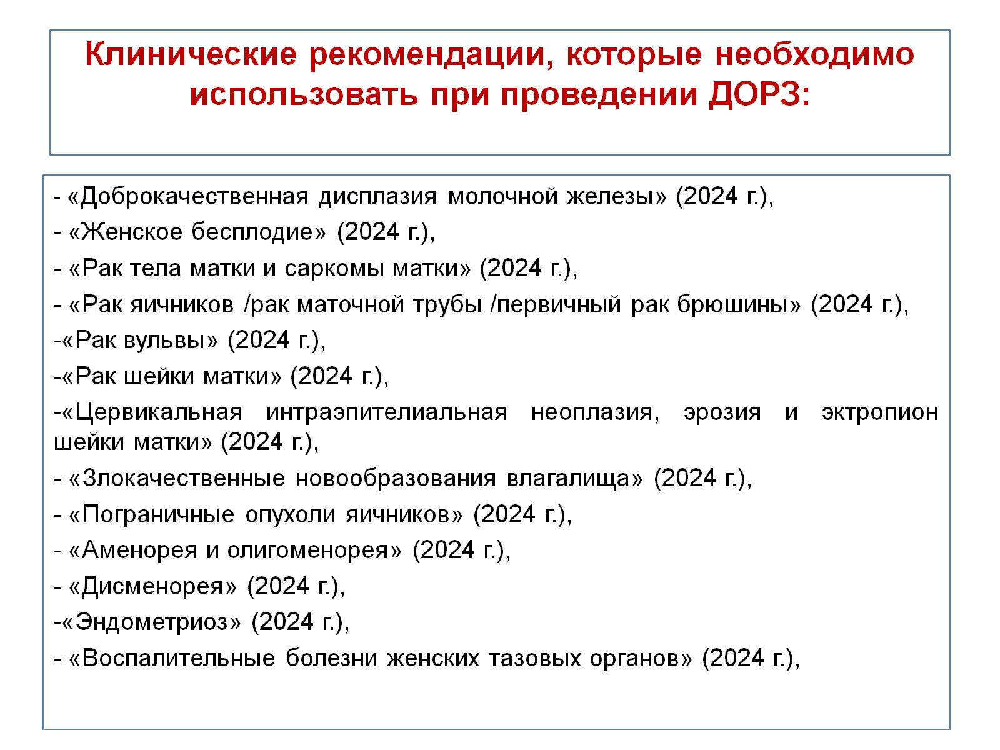 Клинические рекомендации, которые необходимо
использовать при проведении ДОРЗ:
- «Доброкачественная дисплазия молочной железы» (2024 г.),
- «Женское бесплодие» (2024 г.),
- «Рак тела матки и саркомы матки» (2024 г.),
- «Рак яичников /рак маточной трубы /первичный рак брюшины» (2024 г.),
-«Рак вульвы» (2024 г.),
-«Рак шейки матки» (2024 г.),
-«Цервикальная интраэпителиальная неоплазия, эрозия и эктропион
шейки матки» (2024 г.),
- «Злокачественные новообразования влагалища» (2024 г.),
- «Пограничные опухоли яичников» (2024 г.),
- «Аменорея и олигоменорея» (2024 г.),
- «Дисменорея» (2024 г.),
-«Эндометриоз» (2024 г.),
- «Воспалительные болезни женских тазовых органов» (2024 г.),